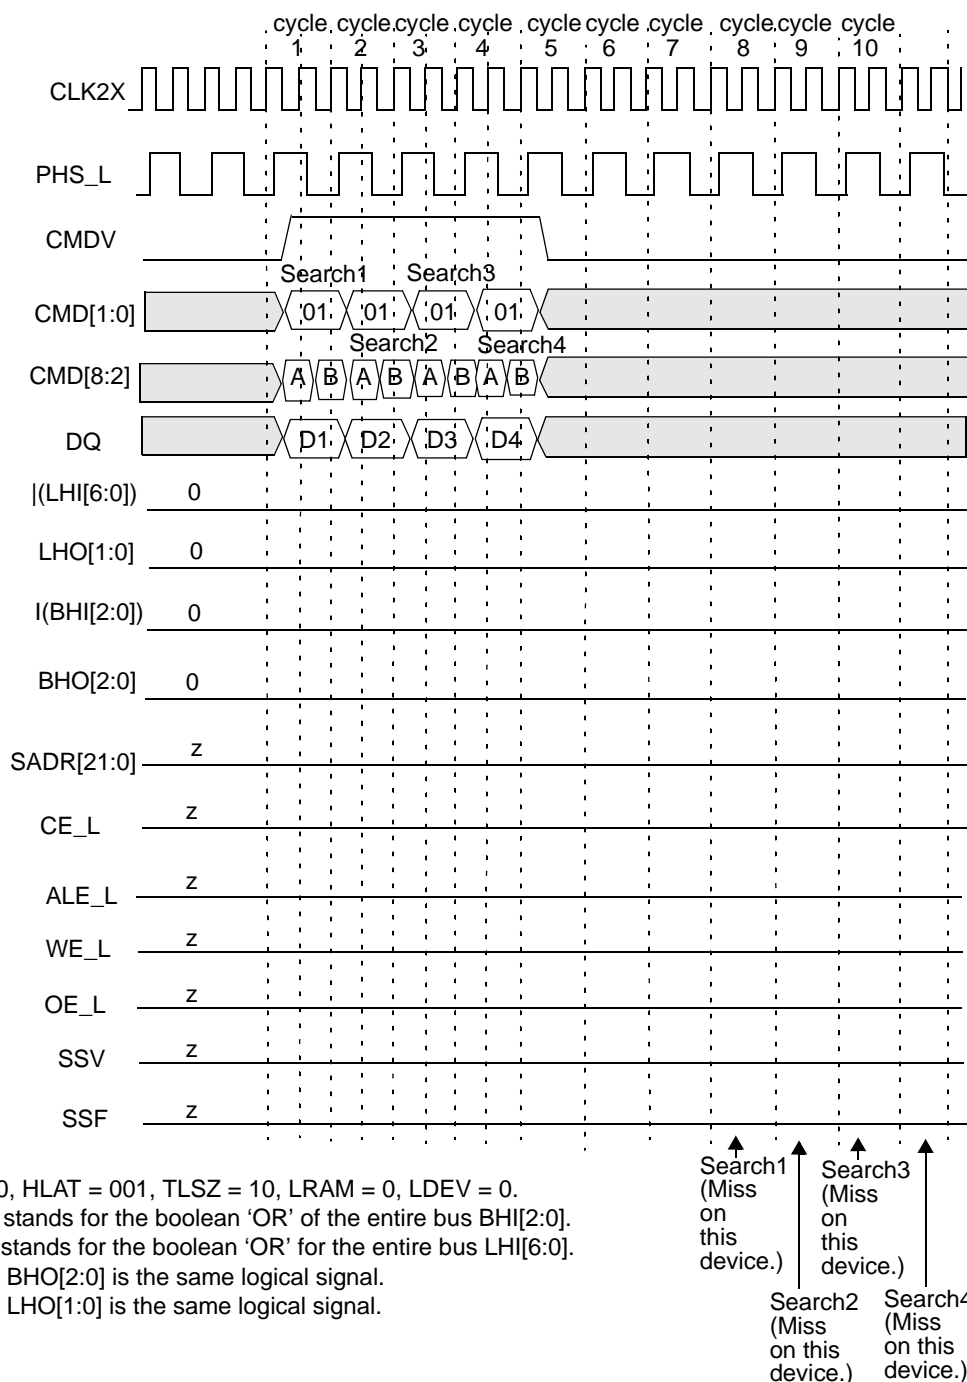 cycle cycle cycle cycle cycle cycle cycle cycle cycle cycle
1 2 3 4 5 6 7 8 9 10
CLK2X
PHS_L
CMDV
Search1 Search3
CMD[1:0] 01 01 01 01
Search2 Search4
CMD[8:2] A B A B A B A B
DQ D1 D2 D3 D4
|(LHI[6:0]) 0
LHO[1:0] 0
I(BHI[2:0]) 0
BHO[2:0] 0
SADR[21:0] z
CE_L z
ALE_L z
WE_L z
OE_L z
SSV z
SSF z
0, HLAT = 001, TLSZ = 10, LRAM = 0, LDEV = 0.
stands for the boolean ‘OR’ of the entire bus BHI[2:0].
stands for the boolean ‘OR’ for the entire bus LHI[6:0].
BHO[2:0] is the same logical signal.
LHO[1:0] is the same logical signal.
Search1
(Miss
on
this
device.)
Search3
(Miss
on
this
device.)
Search2
(Miss
on this
device.)
Search4
(Miss
on this
device.)